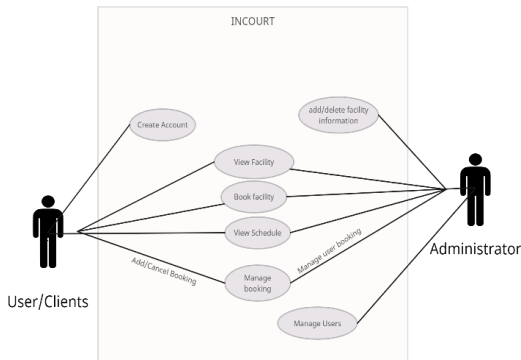 INCOURT
add/delete facility
information
Create Account
View Facility
Book facility
View Schedule
Manage user booking
Add/Cancel Booking
Manage
booking
Administrator
User/Clients
Manage Users